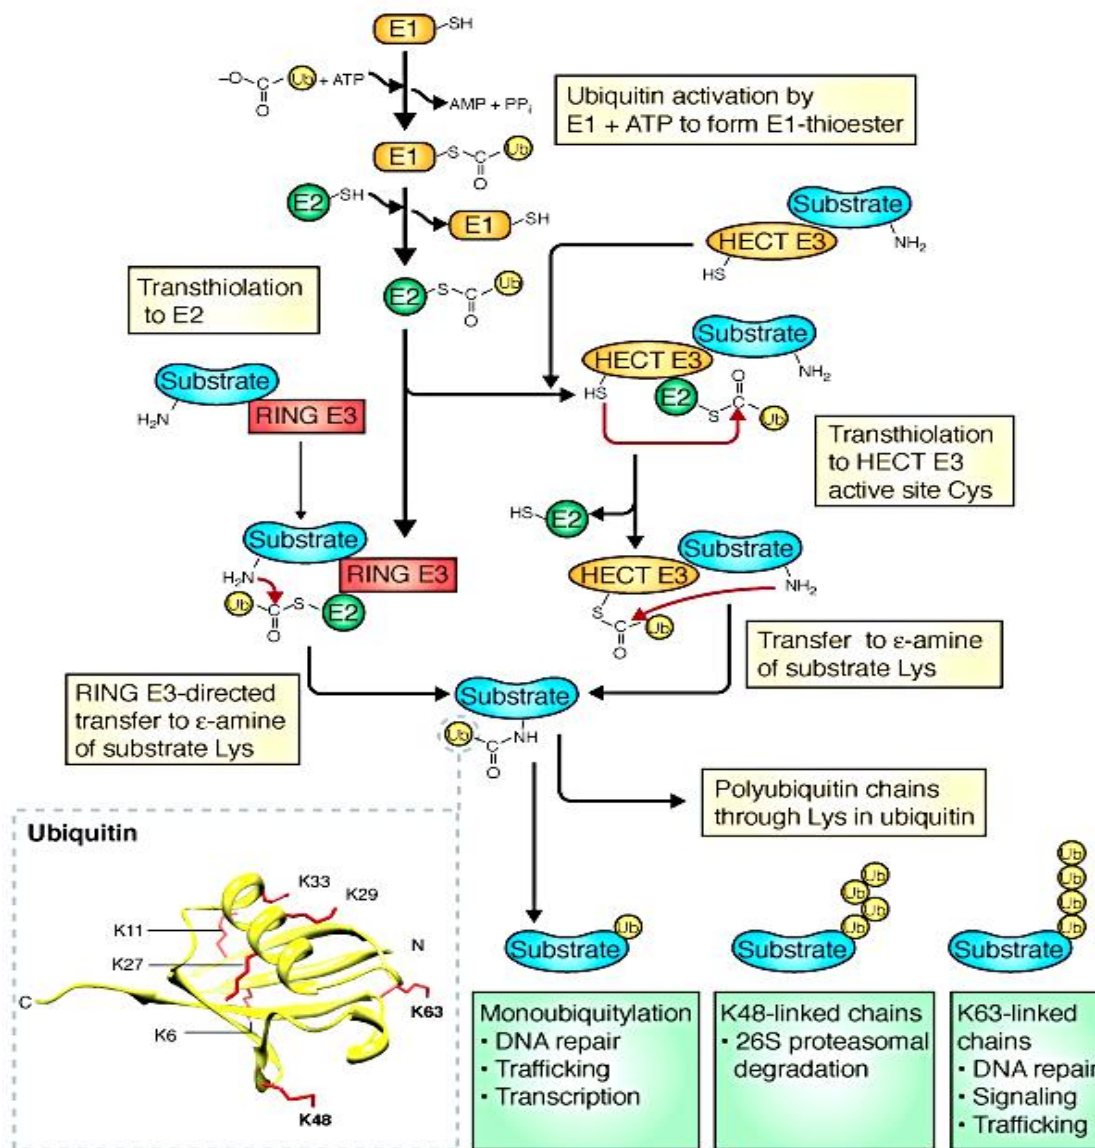 E1
SH
–O
C
O
Ub + ATP
AMP + PPi
Ubiquitin activation by
E1 + ATP to form E1-thioester
E1
S
C
O
Ub
E2
SH
E1
SH
Substrate
HECT E3
HS
NH2
Transthiolation
to E2
E2
S
C
O
Ub
Substrate
HECT E3
HS
NH2
E2
S
C
O
Ub
Substrate
H2N
RING E3
Transthiolation
to HECT E3
active site Cys
HS
E2
Substrate
H2N
RING E3
Ub
C
O
S
E2
Substrate
HECT E3
NH2
S
C
O
Ub
Transfer to ε-amine
of substrate Lys
RING E3-directed
transfer to ε-amine
of substrate Lys
Substrate
Ub
C
O
NH
Polyubiquitin chains
through Lys in ubiquitin
Ubiquitin
K33
K29
K11
N
K27
C
K63
K6
K48
Substrate
Ub
Substrate
Ub
Ub
Ub
Ub
Substrate
Ub
Ub
Ub
Ub
Monoubiquitylation
• DNA repair
• Trafficking
• Transcription
K48-linked chains
• 26S proteasomal
degradation
K63-linked
chains
• DNA repair
• Signaling
• Trafficking